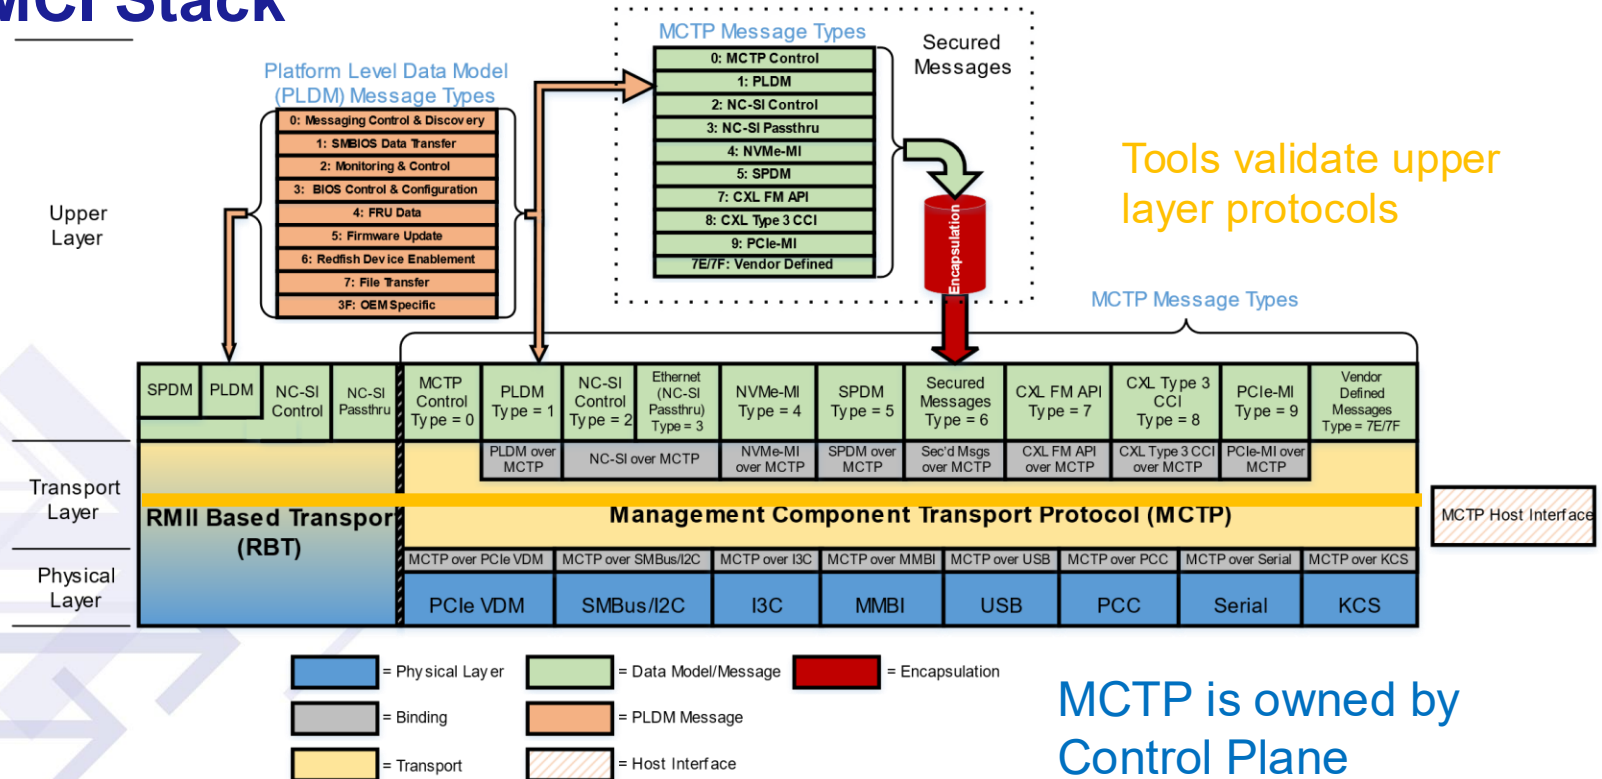 MCI Stack
Platform Level Data Model
(PLDM) Message Types
0: Messaging Control & Discovery
1: SMBIOS Data Transfer
2: Monitoring & Control
3: BIOS Control & Configuration
4: FRU Data
5: Firmware Update
6: Redfish Device Enablement
7: File Transfer
3F: OEM Specific
MCTP Message Types
0: MCTP Control
1: PLDM
2: NC-SI Control
3: NC-SI Passthru
4: NVMe-MI
5: SPDM
7: CXL FM API
8: CXL Type 3 CCI
9: PCIe-MI
7E/7F: Vendor Defined
Secured
Messages
Encapsulation
Tools validate upper
layer protocols
Upper
Layer
MCTP Message Types
SPDM
PLDM
NC-SI
Control
NC-SI
Passthru
MCTP
Control
Type = 0
PLDM
Type = 1
NC-SI
Control
Type = 2
Ethernet
(NC-SI
Passthru)
Type = 3
NVMe-MI
Type = 4
SPDM
Type = 5
Secured
Messages
Type = 6
CXL FM API
Type = 7
CXL Type 3
CCI
Type = 8
PCIe-MI
Type = 9
Vendor
Defined
Messages
Type = 7E/7F
PLDM over
MCTP
NC-SI over MCTP
NVMe-MI
over MCTP
SPDM over
MCTP
Sec'd Msgs
over MCTP
CXL FM API
over MCTP
CXL Type 3 CCI
over MCTP
PCIe-MI over
MCTP
Transport
Layer
RMII Based Transport
(RBT)
Management Component Transport Protocol (MCTP)
MCTP Host Interface
Physical
Layer
MCTP over PCIe VDM
MCTP over SMBus/I2C
MCTP over I3C
MCTP over MMBI
MCTP over USB
MCTP over PCC
MCTP over Serial
MCTP over KCS
PCIe VDM
SMBus/I2C
I3C
MMBI
USB
PCC
Serial
KCS
= Physical Layer
= Data Model/Message
= Encapsulation
= Binding
= PLDM Message
= Transport
= Host Interface
MCTP is owned by
Control Plane